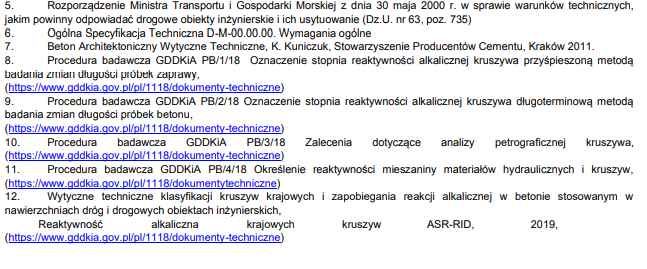 5. Rozporządzenie Ministra Transportu i Gospodarki Morskiej z dnia 30 maja 2000 r. w sprawie warunków technicznych,
jakim powinny odpowiadać drogowe obiekty inżynierskie i ich usytuowanie (Dz.U. nr 63, poz. 735)
6. Ogólna Specyfikacja Techniczna D-M-00.00.00. Wymagania ogólne
7. Beton Architektoniczny Wytyczne Techniczne, K. Kuniczuk, Stowarzyszenie Producentów Cementu, Kraków 2011.
8. Procedura badawcza GDDKiA PB/1/18 Oznaczenie stopnia reaktywności alkalicznej kruszywa przyśpieszoną metodą
badania zmian długości próbek zaprawy,
(https://www.gddkia.gov.pl/pl/1118/dokumenty-techniczne)
9. Procedura badawcza GDDKiA PB/2/18 Oznaczenie stopnia reaktywności alkalicznej kruszywa długoterminową metodą
badania zmian długości próbek betonu,
(https://www.gddkia.gov.pl/pl/1118/dokumenty-techniczne)
10. Procedura badawcza GDDKiA PB/3/18 Zalecenia dotyczące analizy petrograficznej kruszywa,
(https://www.gddkia.gov.pl/pl/1118/dokumenty-techniczne)
11. Procedura badawcza GDDKiA PB/4/18 Określenie reaktywności mieszaniny materiałów hydraulicznych i kruszyw,
(https://www.gddkia.gov.pl/pl/1118/dokumentytechniczne)
12. Wytyczne techniczne klasyfikacji kruszyw krajowych i zapobiegania reakcji alkalicznej w betonie stosowanym w
nawierzchniach dróg i drogowych obiektach inżynierskich,
Reaktywność alkaliczna krajowych kruszyw ASR-RID, 2019,
(https://www.gddkia.gov.pl/pl/1118/dokumenty-techniczne)